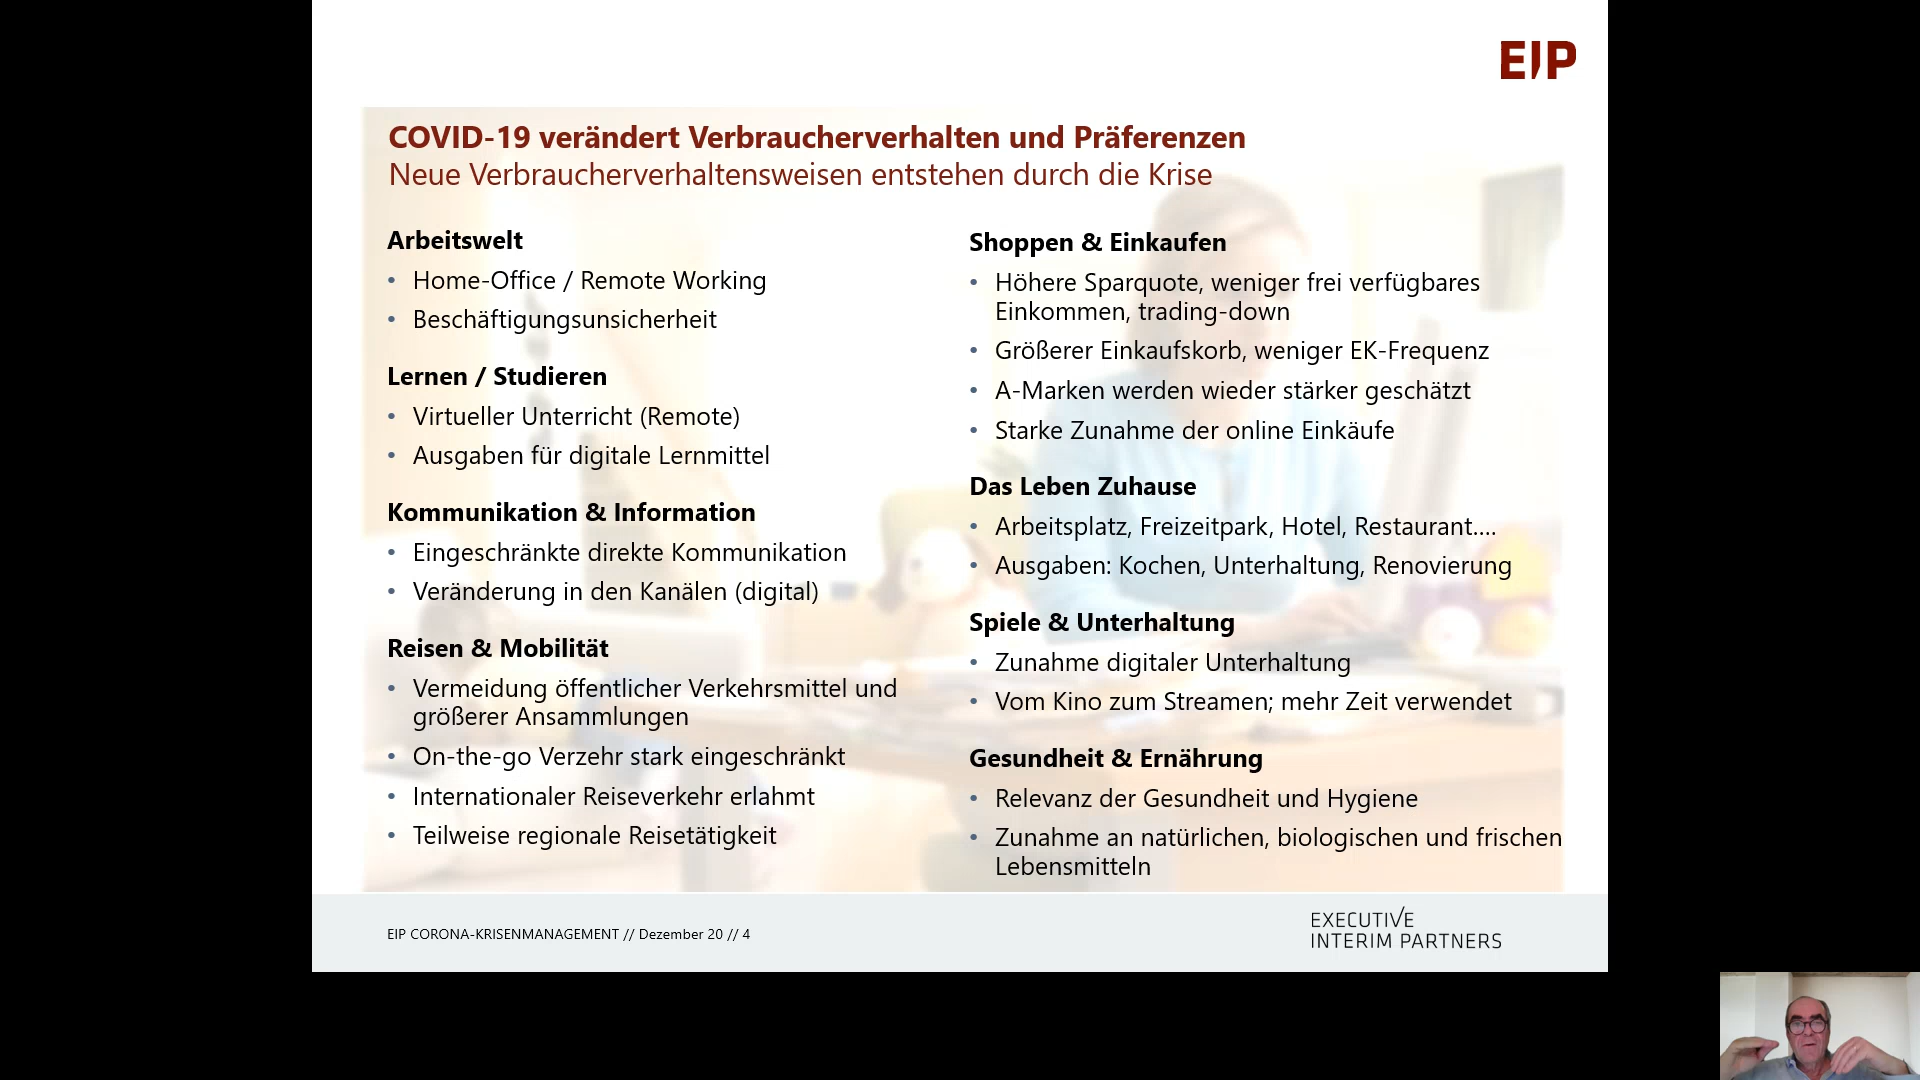 EIP
COVID-19 verändert Verbraucherverhalten und Präferenzen
Neue Verbraucherverhaltensweisen entstehen durch die Krise
Arbeitswelt
• Home-Office / Remote Working
• Beschäftigungsunsicherheit
Lernen / Studieren
• Virtueller Unterricht (Remote)
• Ausgaben für digitale Lernmittel
Kommunikation & Information
• Eingeschränkte direkte Kommunikation
• Veränderung in den Kanälen (digital)
Reisen & Mobilität
• Vermeidung öffentlicher Verkehrsmittel und
größerer Ansammlungen
• On-the-go Verzehr stark eingeschränkt
• Internationaler Reiseverkehr erlahmt
• Teilweise regionale Reisetätigkeit
Shoppen & Einkaufen
• Höhere Sparquote, weniger frei verfügbares
Einkommen, trading-down
• Größerer Einkaufskorb, weniger EK-Frequenz
• A-Marken werden wieder stärker geschätzt
• Starke Zunahme der online Einkäufe
Das Leben Zuhause
• Arbeitsplatz, Freizeitpark, Hotel, Restaurant....
• Ausgaben: Kochen, Unterhaltung, Renovierung
Spiele & Unterhaltung
• Zunahme digitaler Unterhaltung
• Vom Kino zum Streamen; mehr Zeit verwendet
Gesundheit & Ernährung
• Relevanz der Gesundheit und Hygiene
• Zunahme an natürlichen, biologischen und frischen
Lebensmitteln
EIP CORONA-KRISENMANAGEMENT // Dezember 20 // 4
EXECUTIVE
INTERIM PARTNERS